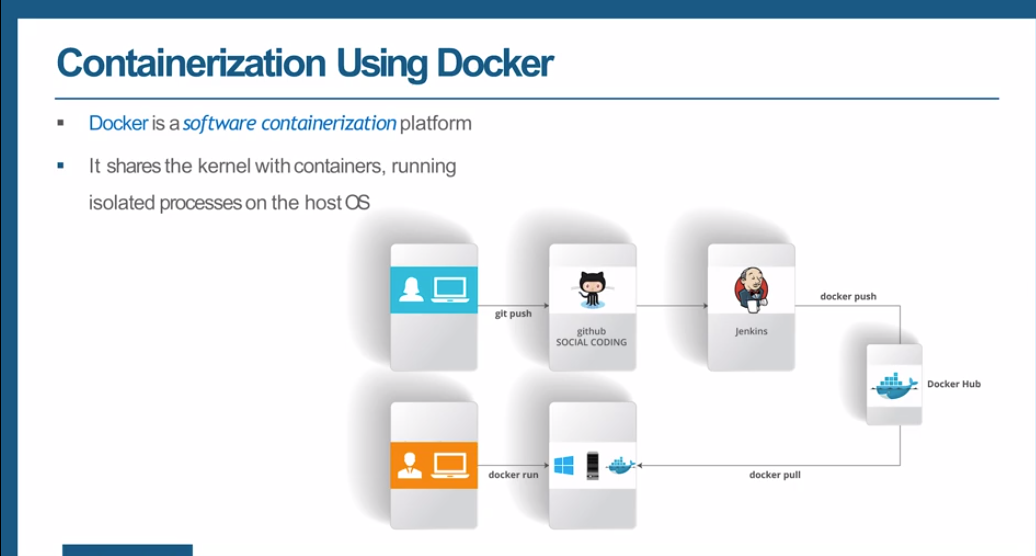 Containerization Using Docker
▪ Docker is a software containerization platform
▪ It shares the kernel with containers, running
isolated processes on the host OS
git push
github
SOCIAL CODING
Jenkins
docker push
Docker Hub
docker run
docker pull